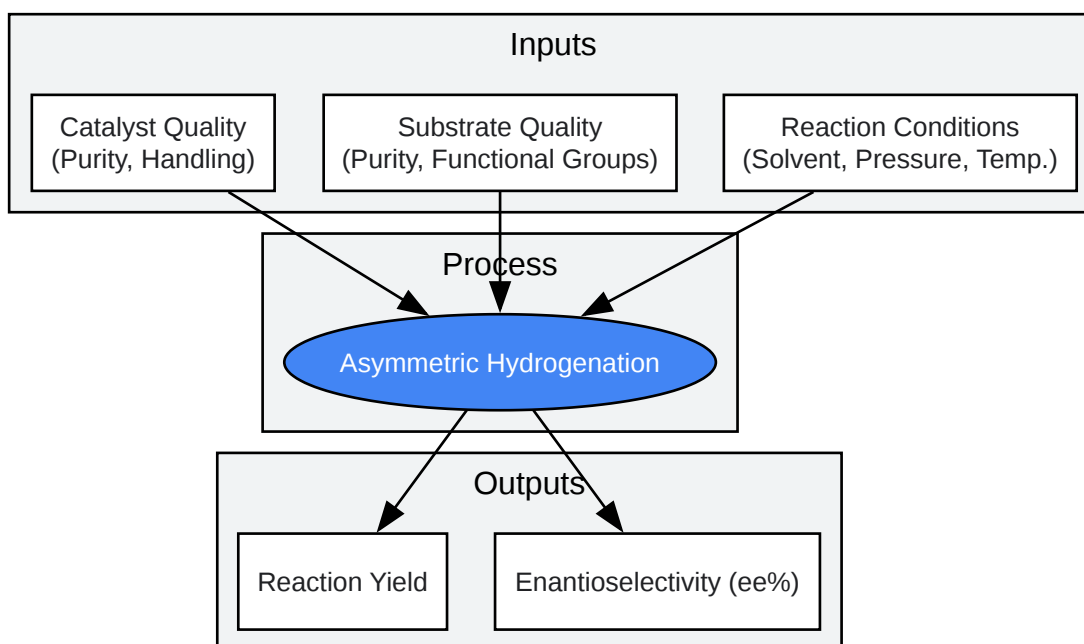 Inputs
Catalyst Quality
(Purity, Handling)
Substrate Quality
(Purity, Functional Groups)
Reaction Conditions
(Solvent, Pressure, Temp.)
Process
Asymmetric Hydrogenation
Outputs
Reaction Yield
Enantioselectivity (ee%)